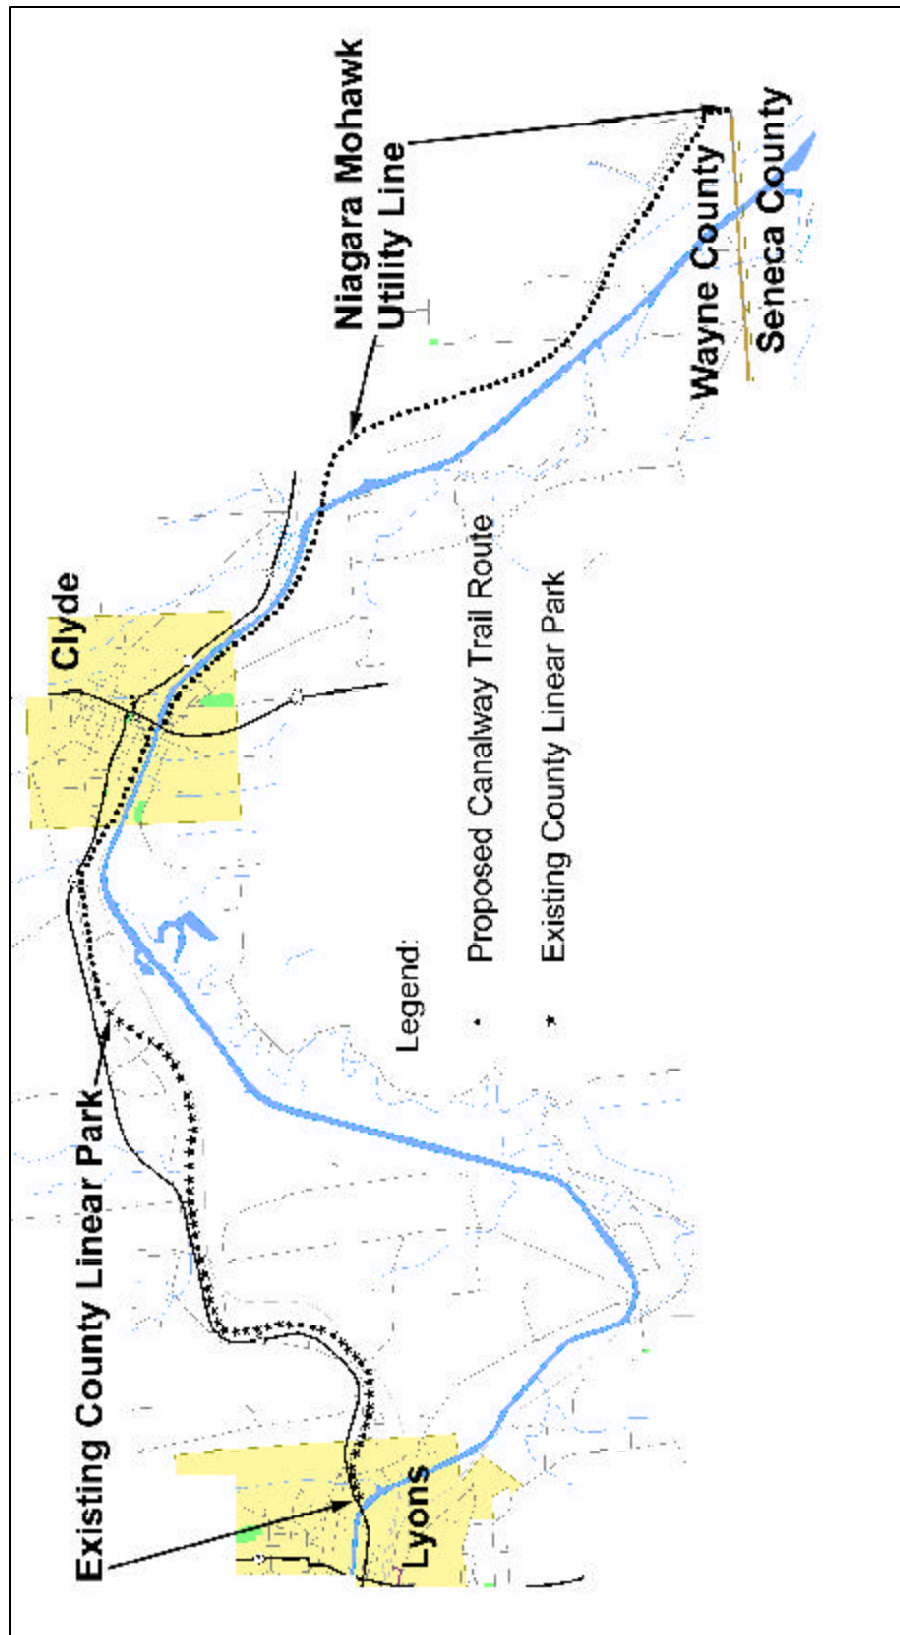 Existing County Linear Park
Clyde
Niagara Mohawk
Utility Line
Lyons
Legend:
Proposed Canalway Trail Route
Existing County Linear Park
Wayne County
Seneca County